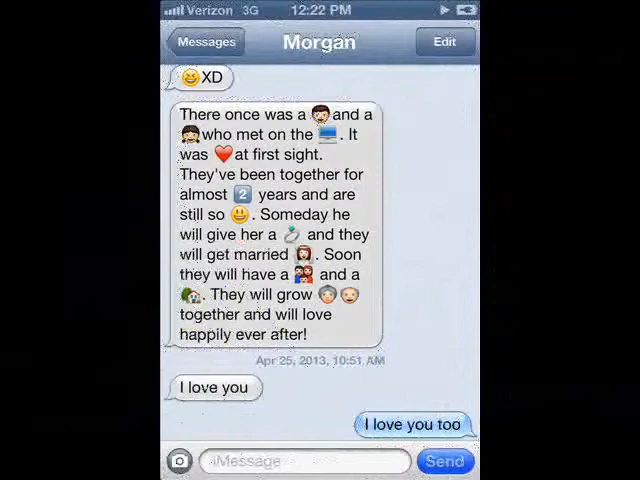 Verizon 3G 12:22 PM
Messages Morgan Edit
😆XD
There once was a 👨and a
👧who met on the 💻. It
was ❤️at first sight.
They've been together for
almost 2️⃣ years and are
still so 😃. Someday he
will give her a 💍 and they
will get married 👰. Soon
they will have a 👪 and a
🏡. They will grow 👵👴
together and will love
happily ever after!
Apr 25, 2013, 10:51 AM
I love you
I love you too
iMessage Send